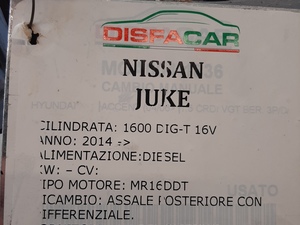 DISFACAR
NISSAN
JUKE
CILINDRATA: 1600 DIG-T 16V
ANNO: 2014 =>
ALIMENTAZIONE:DIESEL
KW: – CV:
TIPO MOTORE: MR16DDT
RICAMBIO: ASSALE POSTERIORE CON
DIFFERENZIALE.
USATO